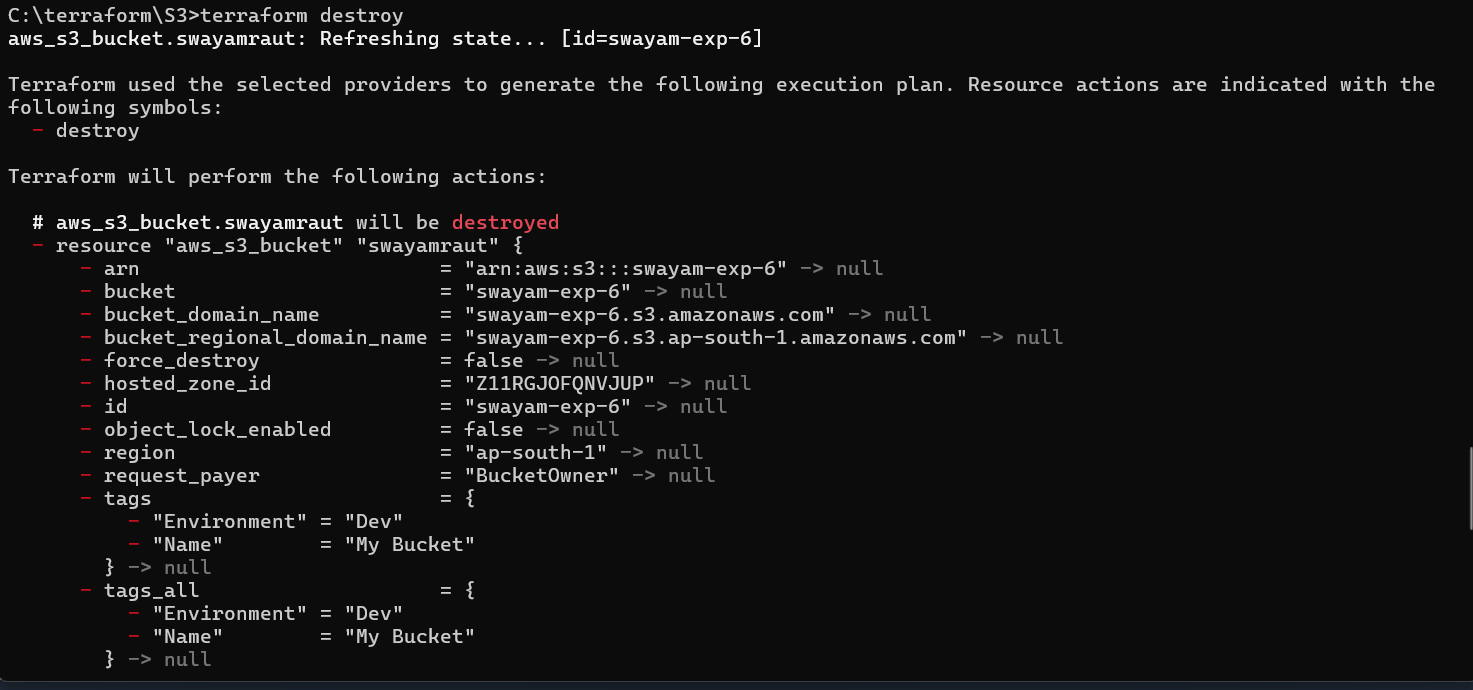 C:\terraform\S3>terraform destroy
aws_s3_bucket.swayamraut: Refreshing state... [id=swayam-exp-6]
Terraform used the selected providers to generate the following execution plan. Resource actions are indicated with the
following symbols:
  - destroy
Terraform will perform the following actions:
  # aws_s3_bucket.swayamraut will be destroyed
  - resource "aws_s3_bucket" "swayamraut" {
      - arn                         = "arn:aws:s3:::swayam-exp-6" -> null
      - bucket                      = "swayam-exp-6" -> null
      - bucket_domain_name          = "swayam-exp-6.s3.amazonaws.com" -> null
      - bucket_regional_domain_name = "swayam-exp-6.s3.ap-south-1.amazonaws.com" -> null
      - force_destroy               = false -> null
      - hosted_zone_id              = "Z11RGJOFQNVJUP" -> null
      - id                          = "swayam-exp-6" -> null
      - object_lock_enabled         = false -> null
      - region                      = "ap-south-1" -> null
      - request_payer               = "BucketOwner" -> null
      - tags                        = {
          - "Environment" = "Dev"
          - "Name"        = "My Bucket"
        } -> null
      - tags_all                    = {
          - "Environment" = "Dev"
          - "Name"        = "My Bucket"
        } -> null